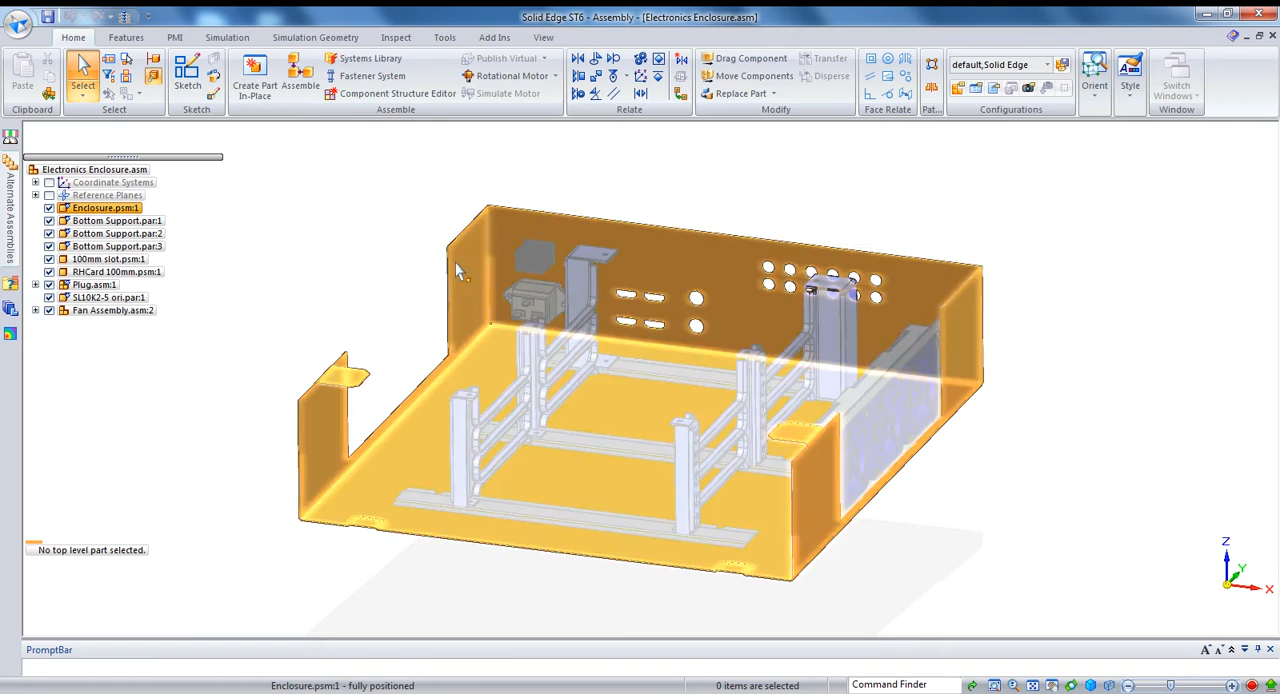 Solid Edge ST6 - Assembly - [Electronics Enclosure.asm]
Home Features PMI Simulation Simulation Geometry Inspect Tools Add Ins View
Paste
Clipboard
Select
Select
Sketch
Sketch
Create Part In-Place
Assemble
Systems Library
Fastener System
Component Structure Editor
Publish Virtual
Rotational Motor
Simulate Motor
Assemble
Relate
Drag Component
Move Components
Replace Part
Transfer
Disperse
Modify
Face Relate
Pat...
default,Solid Edge
Configurations
Orient
Style
Switch Windows
Window
Alternate Assembly
Electronics Enclosure.asm
Coordinate Systems
Reference Planes
Enclosure.psm:1
Bottom Support.par:1
Bottom Support.par:2
Bottom Support.par:3
100mm slot.psm:1
RHCard 100mm.psm:1
Plug.asm:1
SL10K2-5 ori.par:1
Fan Assembly.asm:2
No top level part selected.
Z
Y
X
PromptBar
Enclosure.psm:1 - fully positioned
0 items are selected
Command Finder